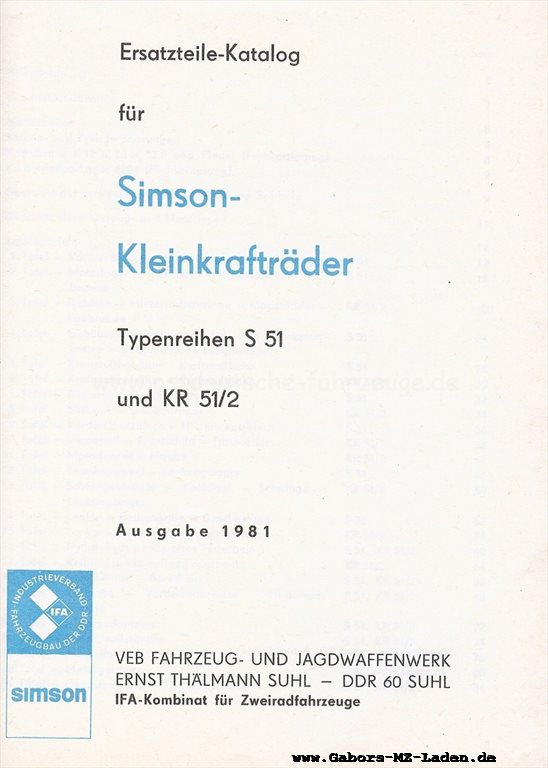 Ersatzteile-Katalog
für
Simson-
Kleinkrafträder
Typenreihen S 51
und KR 51/2
Ausgabe 1981
INDUSTRIEVERBAND
FAHRZEUGBAU DER DDR
IFA
simson
VEB FAHRZEUG- UND JAGDWAFFENWERK
ERNST THÄLMANN SUHL — DDR 60 SUHL
IFA-Kombinat für Zweiradfahrzeuge
www.Gabors-MZ-Laden.de